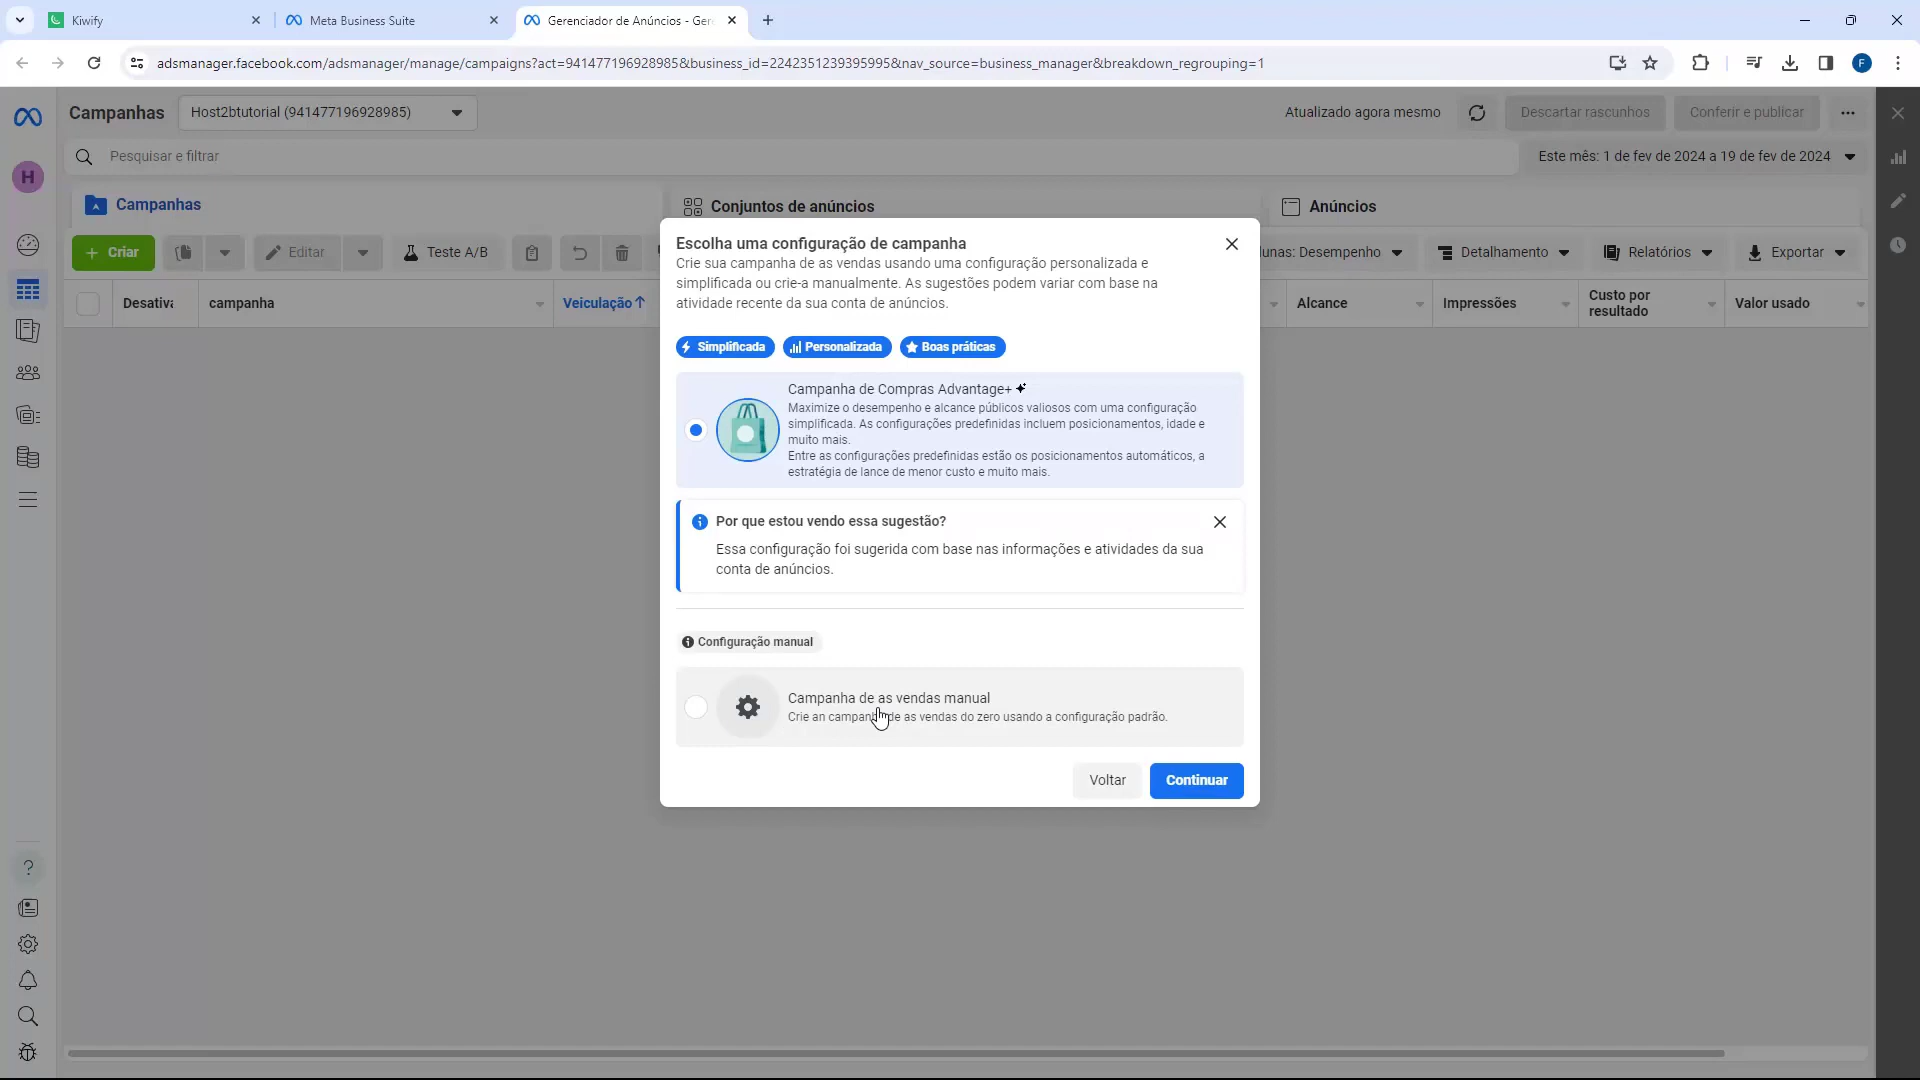 Kiwify
Meta Business Suite
Gerenciador de Anúncios - Ger
adsmanager.facebook.com/adsmanager/manage/campaigns?act=941477196928985&business_id=224235123939599​5&nav_source=business_manager&breakdown_regrouping=1
F
Campanhas
Host2btutorial (941477196928985)
Atualizado agora mesmo
Descartar rascunhos
Conferir e publicar
H
Pesquisar e filtrar
Este mês: 1 de fev de 2024 a 19 de fev de 2024
Campanhas
Conjuntos de anúncios
Anúncios
+ Criar
Editar
Teste A/B
lunas: Desempenho
Detalhamento
Relatórios
Exportar
Desativa
campanha
Veiculação↑
Alcance
Impressões
Custo por
resultado
Valor usado
Escolha uma configuração de campanha
Crie sua campanha de as vendas usando uma configuração personalizada e
simplificada ou crie-a manualmente. As sugestões podem variar com base na
atividade recente da sua conta de anúncios.
Simplificada
Personalizada
Boas práticas
Campanha de Compras Advantage+
Maximize o desempenho e alcance públicos valiosos com uma configuração
simplificada. As configurações predefinidas incluem posicionamentos, idade e
muito mais.
Entre as configurações predefinidas estão os posicionamentos automáticos, a
estratégia de lance de menor custo e muito mais.
Por que estou vendo essa sugestão?
Essa configuração foi sugerida com base nas informações e atividades da sua
conta de anúncios.
Configuração manual
Campanha de as vendas manual
Crie an campanha de as vendas do zero usando a configuração padrão.
Voltar
Continuar